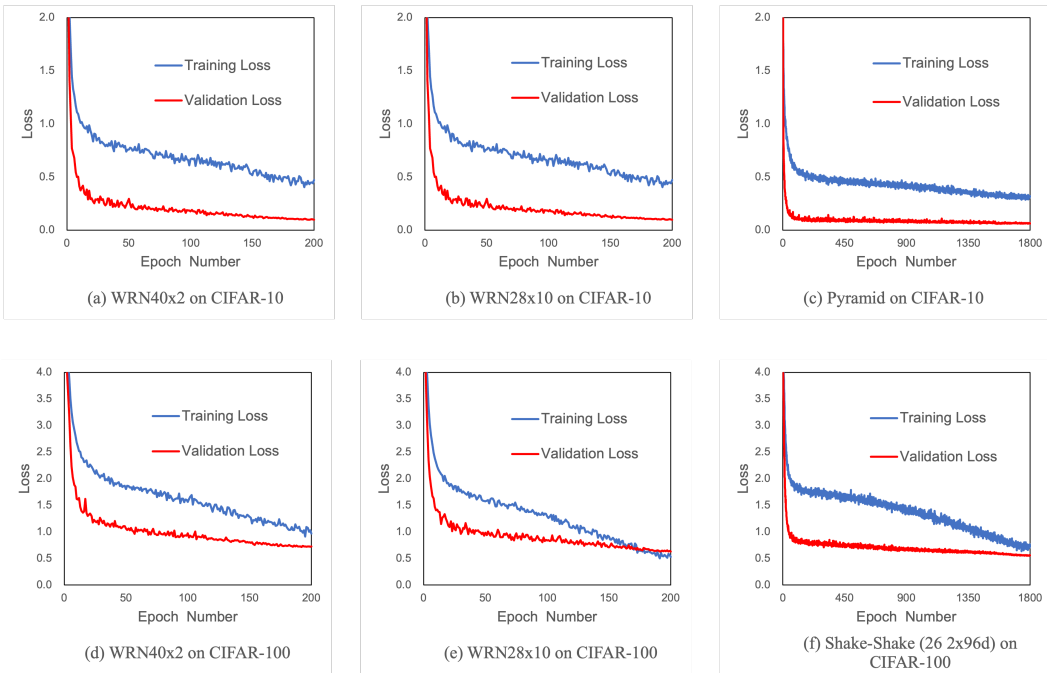 2.0
1.5
1.0
0.5
0.0
Loss
Training Loss
Validation Loss
0 50 100 150 200
Epoch Number
(a) WRN40x2 on CIFAR-10
2.0
1.5
1.0
0.5
0.0
Loss
Training Loss
Validation Loss
0 50 100 150 200
Epoch Number
(b) WRN28x10 on CIFAR-10
2.0
1.5
1.0
0.5
0.0
Loss
Training Loss
Validation Loss
0 450 900 1350 1800
Epoch Number
(c) Pyramid on CIFAR-10
4.0
3.5
3.0
2.5
2.0
1.5
1.0
0.5
0.0
Loss
Training Loss
Validation Loss
0 50 100 150 200
Epoch Number
(d) WRN40x2 on CIFAR-100
4.0
3.5
3.0
2.5
2.0
1.5
1.0
0.5
0.0
Loss
Training Loss
Validation Loss
0 50 100 150 200
Epoch Number
(e) WRN28x10 on CIFAR-100
4.0
3.5
3.0
2.5
2.0
1.5
1.0
0.5
0.0
Loss
Training Loss
Validation Loss
0 450 900 1350 1800
Epoch Number
(f) Shake-Shake (26 2x96d) on
CIFAR-100